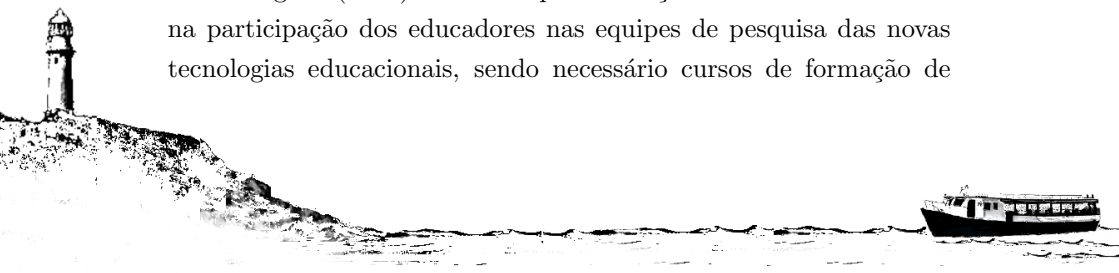 na participação dos educadores nas equipes de pesquisa das novas
tecnologias educacionais, sendo necessário cursos de formação de